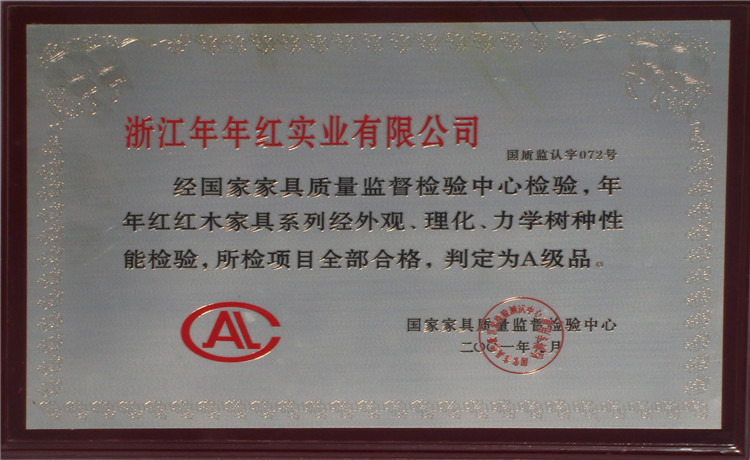 浙江年年红实业有限公司
国质监认字072号
经国家家具质量监督检验中心检验,年
年红红木家具系列经外观、理化、力学树种性
能检验,所检项目全部合格,判定为A级品。
CAL
国家家具质量监督检验中心
二〇〇一年 月